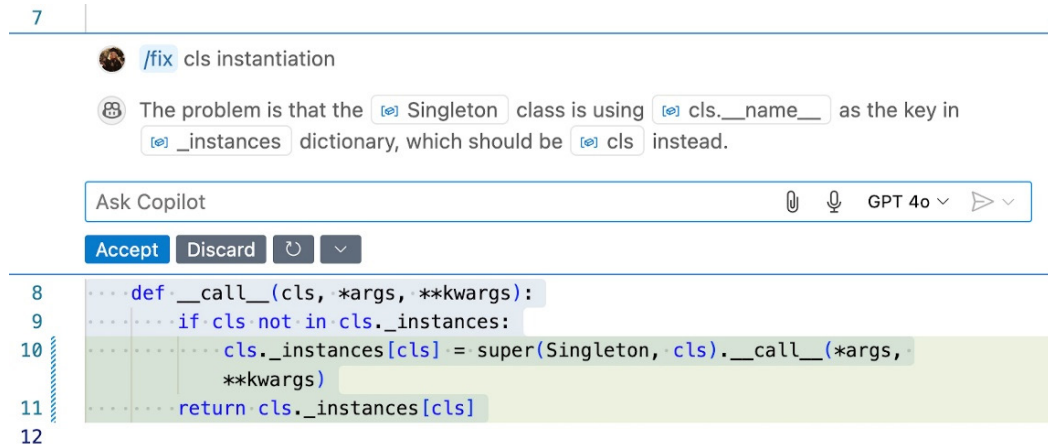 7
/fix cls instantiation
The problem is that the Singleton class is using cls.__name__ as the key in
_instances dictionary, which should be cls instead.
Ask Copilot GPT 4o
Accept Discard
8 def __call__(cls, *args, **kwargs):
9 if cls not in cls._instances:
10 cls._instances[cls] = super(Singleton, cls).__call__(*args,
**kwargs)
11 return cls._instances[cls]
12